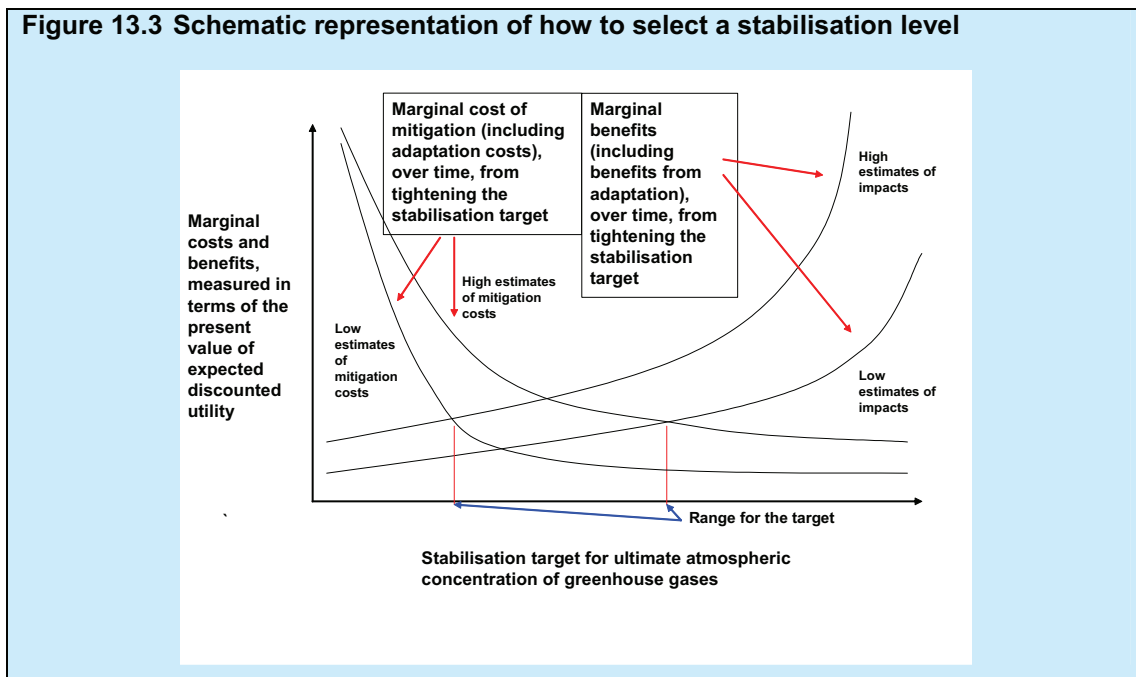 Figure 13.3 Schematic representation of how to select a stabilisation level
Marginal cost of
mitigation (including
adaptation costs),
over time, from
tightening the
stabilisation target
Marginal
benefits
(including
benefits from
adaptation),
over time, from
tightening the
stabilisation
target
High
estimates of
impacts
Marginal
costs and
benefits,
measured in
terms of the
present
value of
expected
discounted
utility
High estimates
of mitigation
costs
Low
estimates
of
mitigation
costs
Low
estimates of
impacts
Range for the target
`
Stabilisation target for ultimate atmospheric
concentration of greenhouse gases